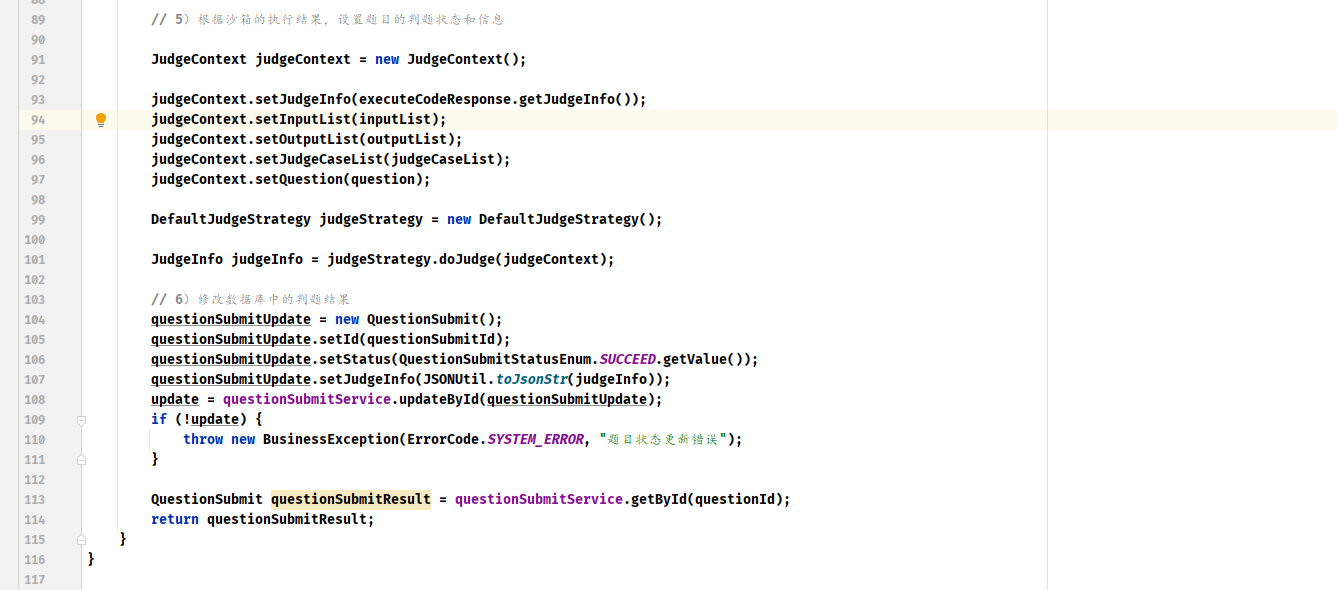 88
89 // 5）根据沙箱的执行结果，设置题目的判题状态和信息
90
91 JudgeContext judgeContext = new JudgeContext();
92
93 judgeContext.setJudgeInfo(executeCodeResponse.getJudgeInfo());
94 judgeContext.setInputList(inputList);
95 judgeContext.setOutputList(outputList);
96 judgeContext.setJudgeCaseList(judgeCaseList);
97 judgeContext.setQuestion(question);
98
99 DefaultJudgeStrategy judgeStrategy = new DefaultJudgeStrategy();
100
101 JudgeInfo judgeInfo = judgeStrategy.doJudge(judgeContext);
102
103 // 6）修改数据库中的判题结果
104 questionSubmitUpdate = new QuestionSubmit();
105 questionSubmitUpdate.setId(questionSubmitId);
106 questionSubmitUpdate.setStatus(QuestionSubmitStatusEnum.SUCCEED.getValue());
107 questionSubmitUpdate.setJudgeInfo(JSONUtil.toJsonStr(judgeInfo));
108 update = questionSubmitService.updateById(questionSubmitUpdate);
109 if (!update) {
110 throw new BusinessException(ErrorCode.SYSTEM_ERROR, "题目状态更新错误");
111 }
112
113 QuestionSubmit questionSubmitResult = questionSubmitService.getById(questionId);
114 return questionSubmitResult;
115 }
116 }
117